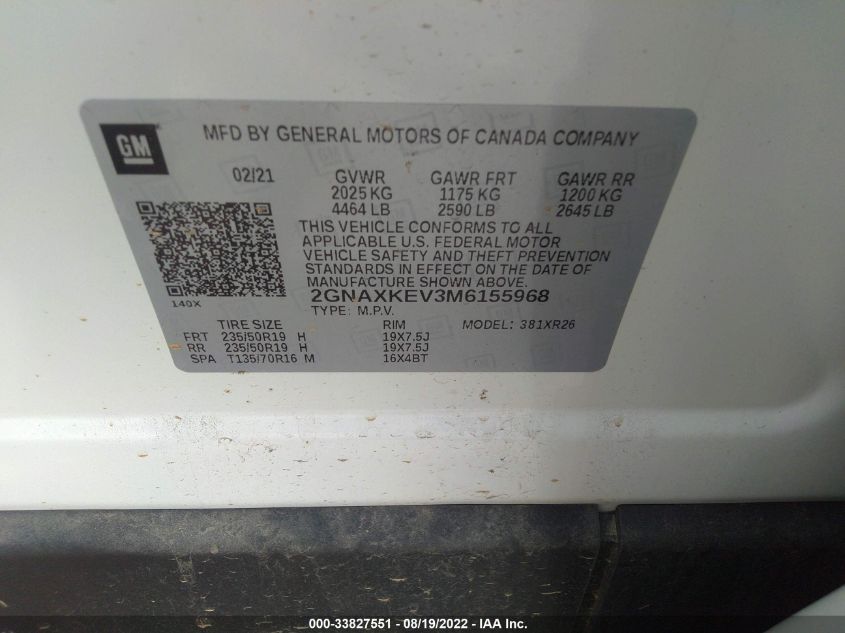 GM
MFD BY GENERAL MOTORS OF CANADA COMPANY
02/21 GVWR GAWR FRT GAWR RR
2025 KG 1175 KG 1200 KG
4464 LB 2590 LB 2645 LB
THIS VEHICLE CONFORMS TO ALL
APPLICABLE U.S. FEDERAL MOTOR
VEHICLE SAFETY AND THEFT PREVENTION
STANDARDS IN EFFECT ON THE DATE OF
MANUFACTURE SHOWN ABOVE.
140X 2GNAXKEV3M6155968
TYPE: M.P.V.
TIRE SIZE RIM MODEL: 381XR26
FRT 235/50R19 H 19X7.5J
RR 235/50R19 H 19X7.5J
SPA T135/70R16 M 16X4BT
000-33827551 - 08/19/2022 - IAA Inc.